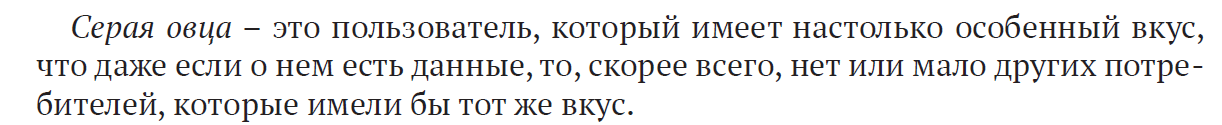 Серая овца – это пользователь, который имеет настолько особенный вкус,
что даже если о нем есть данные, то, скорее всего, нет или мало других потре-
бителей, которые имели бы тот же вкус.